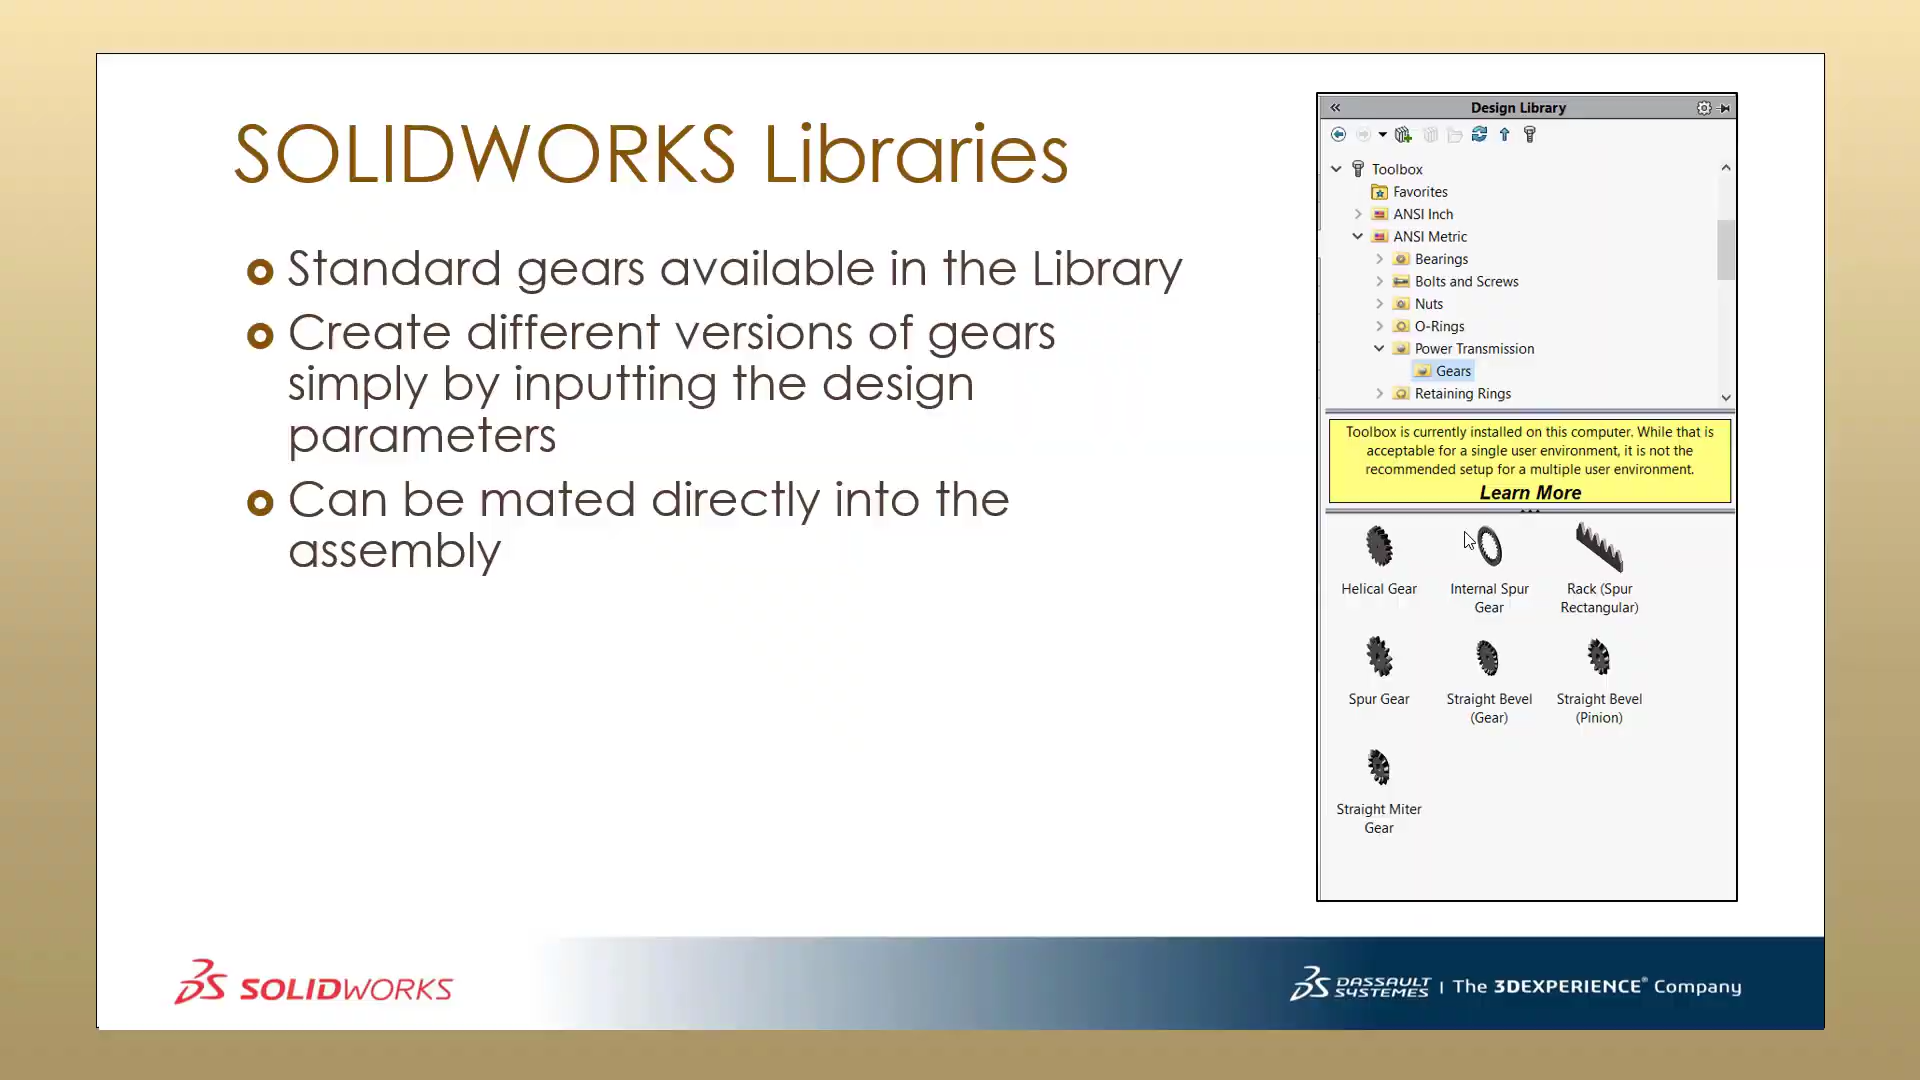 SOLIDWORKS Libraries
Standard gears available in the Library
Create different versions of gears
simply by inputting the design
parameters
Can be mated directly into the
assembly
Design Library
Toolbox
Favorites
ANSI Inch
ANSI Metric
Bearings
Bolts and Screws
Nuts
O-Rings
Power Transmission
Gears
Retaining Rings
Toolbox is currently installed on this computer. While that is
acceptable for a single user environment, it is not the
recommended setup for a multiple user environment.
Learn More
Helical Gear
Internal Spur
Gear
Rack (Spur
Rectangular)
Spur Gear
Straight Bevel
(Gear)
Straight Bevel
(Pinion)
Straight Miter
Gear
SOLIDWORKS
DASSAULT
SYSTEMES | The 3DEXPERIENCE® Company